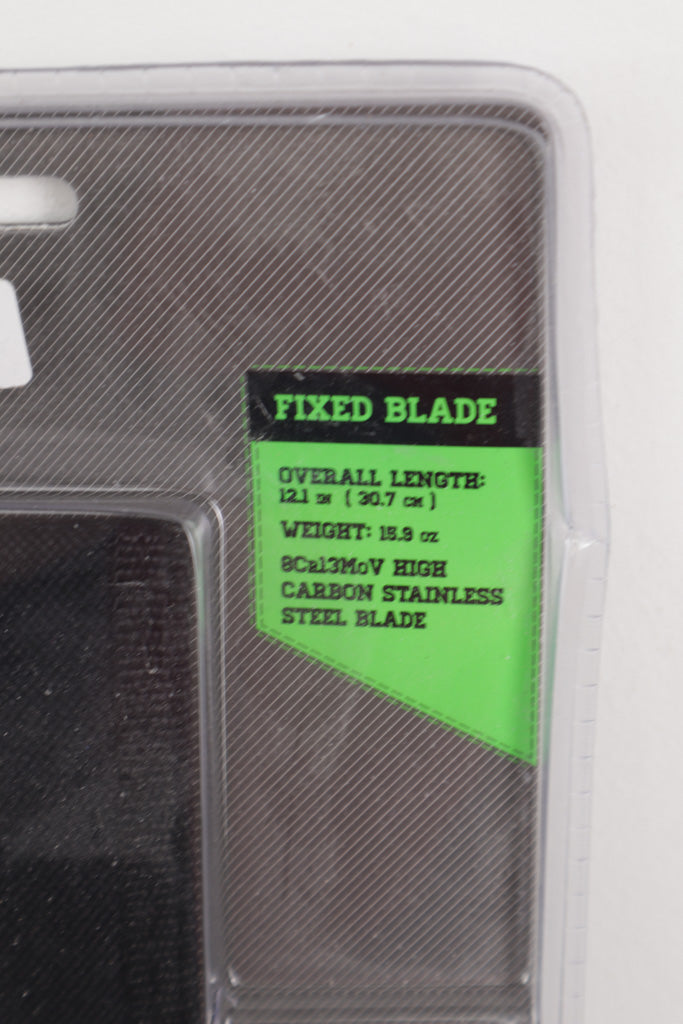 FIXED BLADE
OVERALL LENGTH:
12.1 IN (30.7 CM)
WEIGHT: 15.9 OZ
8CR13MOV HIGH
CARBON STAINLESS
STEEL BLADE